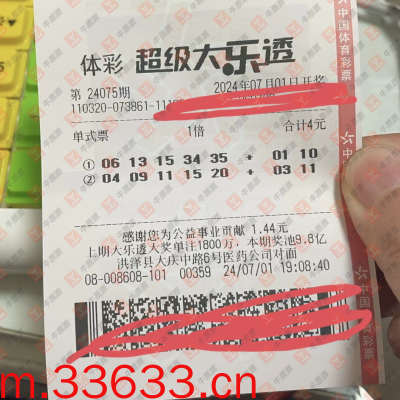 体彩 超级大乐透
第 24075期 2024年07月01日开奖
110320-073861-111
单式票 1倍 合计4元
① 06 13 15 34 35 + 01 10
② 04 09 11 15 20 + 03 11
感谢您为公益事业贡献 1.44元
上期大乐透大奖单注1800万，本期奖池9.8亿
洪泽县大庆中路6号医药公司对面
08-008608-101 00359 24/07/01 19:08:40
中国体育彩票
m.33633.cn